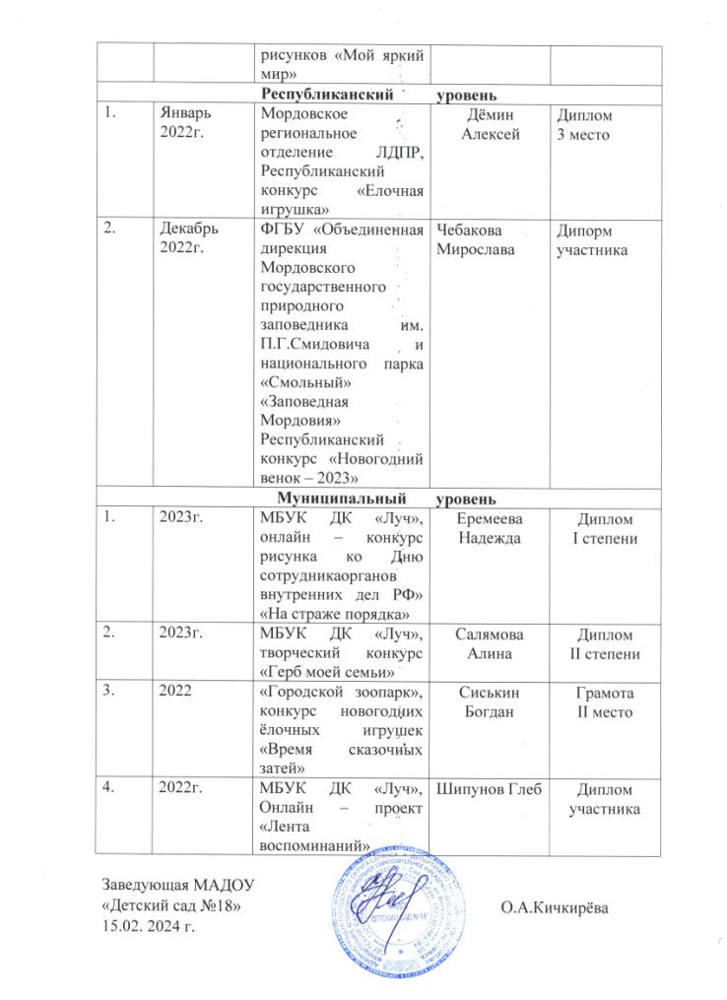 рисунков «Мой яркий
мир»
Республиканский уровень
1. Январь Мордовское Дёмин Диплом
2022г. региональное Алексей 3 место
отделение ЛДПР,
Республиканский
конкурс «Елочная
игрушка»
2. Декабрь ФГБУ «Объединенная Чебакова Дипорм
2022г. дирекция Мирослава участника
Мордовского
государственного
природного
заповедника им.
П.Г.Смидовича и
национального парка
«Смольный»
«Заповедная
Мордовия»
Республиканский
конкурс «Новогодний
венок – 2023»
Муниципальный уровень
1. 2023г. МБУК ДК «Луч», Еремеева Диплом
онлайн – конкурс Надежда I степени
рисунка ко Дню
сотрудникаорганов
внутренних дел РФ»
«На страже порядка»
2. 2023г. МБУК ДК «Луч», Салямова Диплом
творческий конкурс Алина II степени
«Герб моей семьи»
3. 2022 «Городской зоопарк», Сиськин Грамота
конкурс новогодних Богдан II место
ёлочных игрушек
«Время сказочных
затей»
4. 2022г. МБУК ДК «Луч», Шипунов Глеб Диплом
Онлайн – проект участника
«Лента
воспоминаний»
Заведующая МАДОУ
«Детский сад №18» О.А.Кичкирёва
15.02. 2024 г.
ДЕТСКИЙ САД №18"